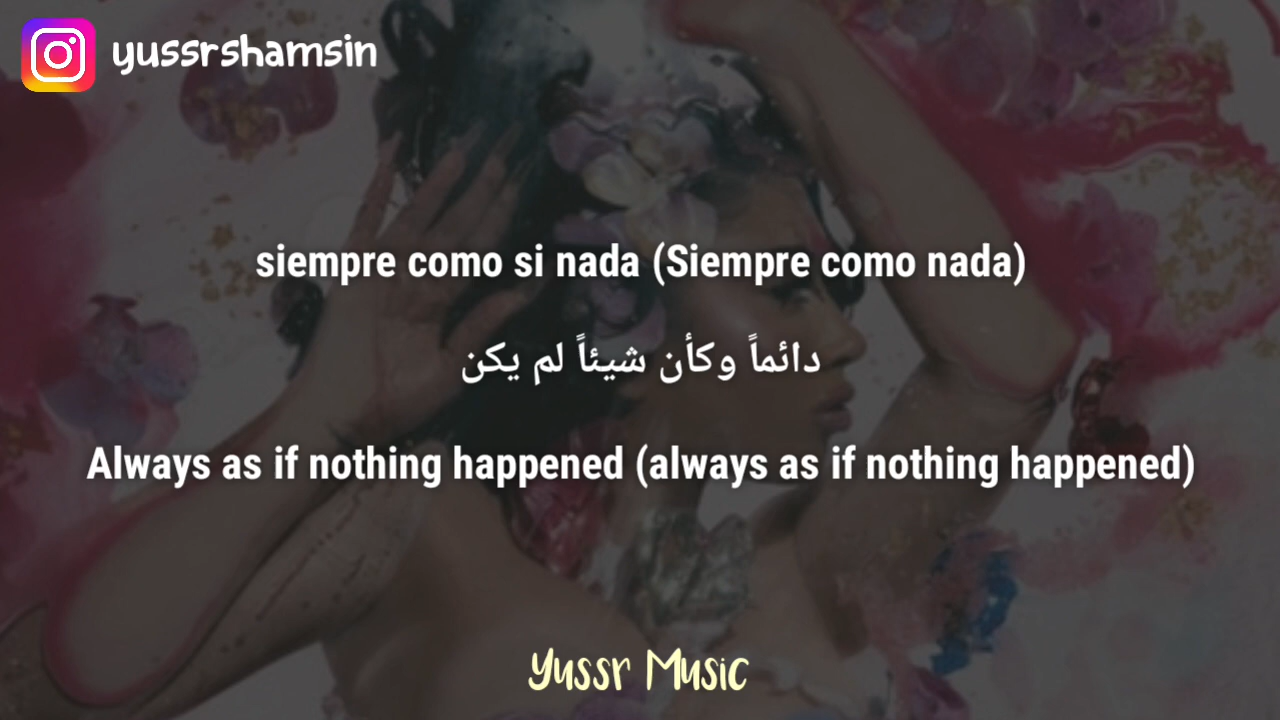 yussrshamsin
siempre como si nada (Siempre como nada)
دائماً وكأن شيئاً لم يكن
Always as if nothing happened (always as if nothing happened)
Yussr Music